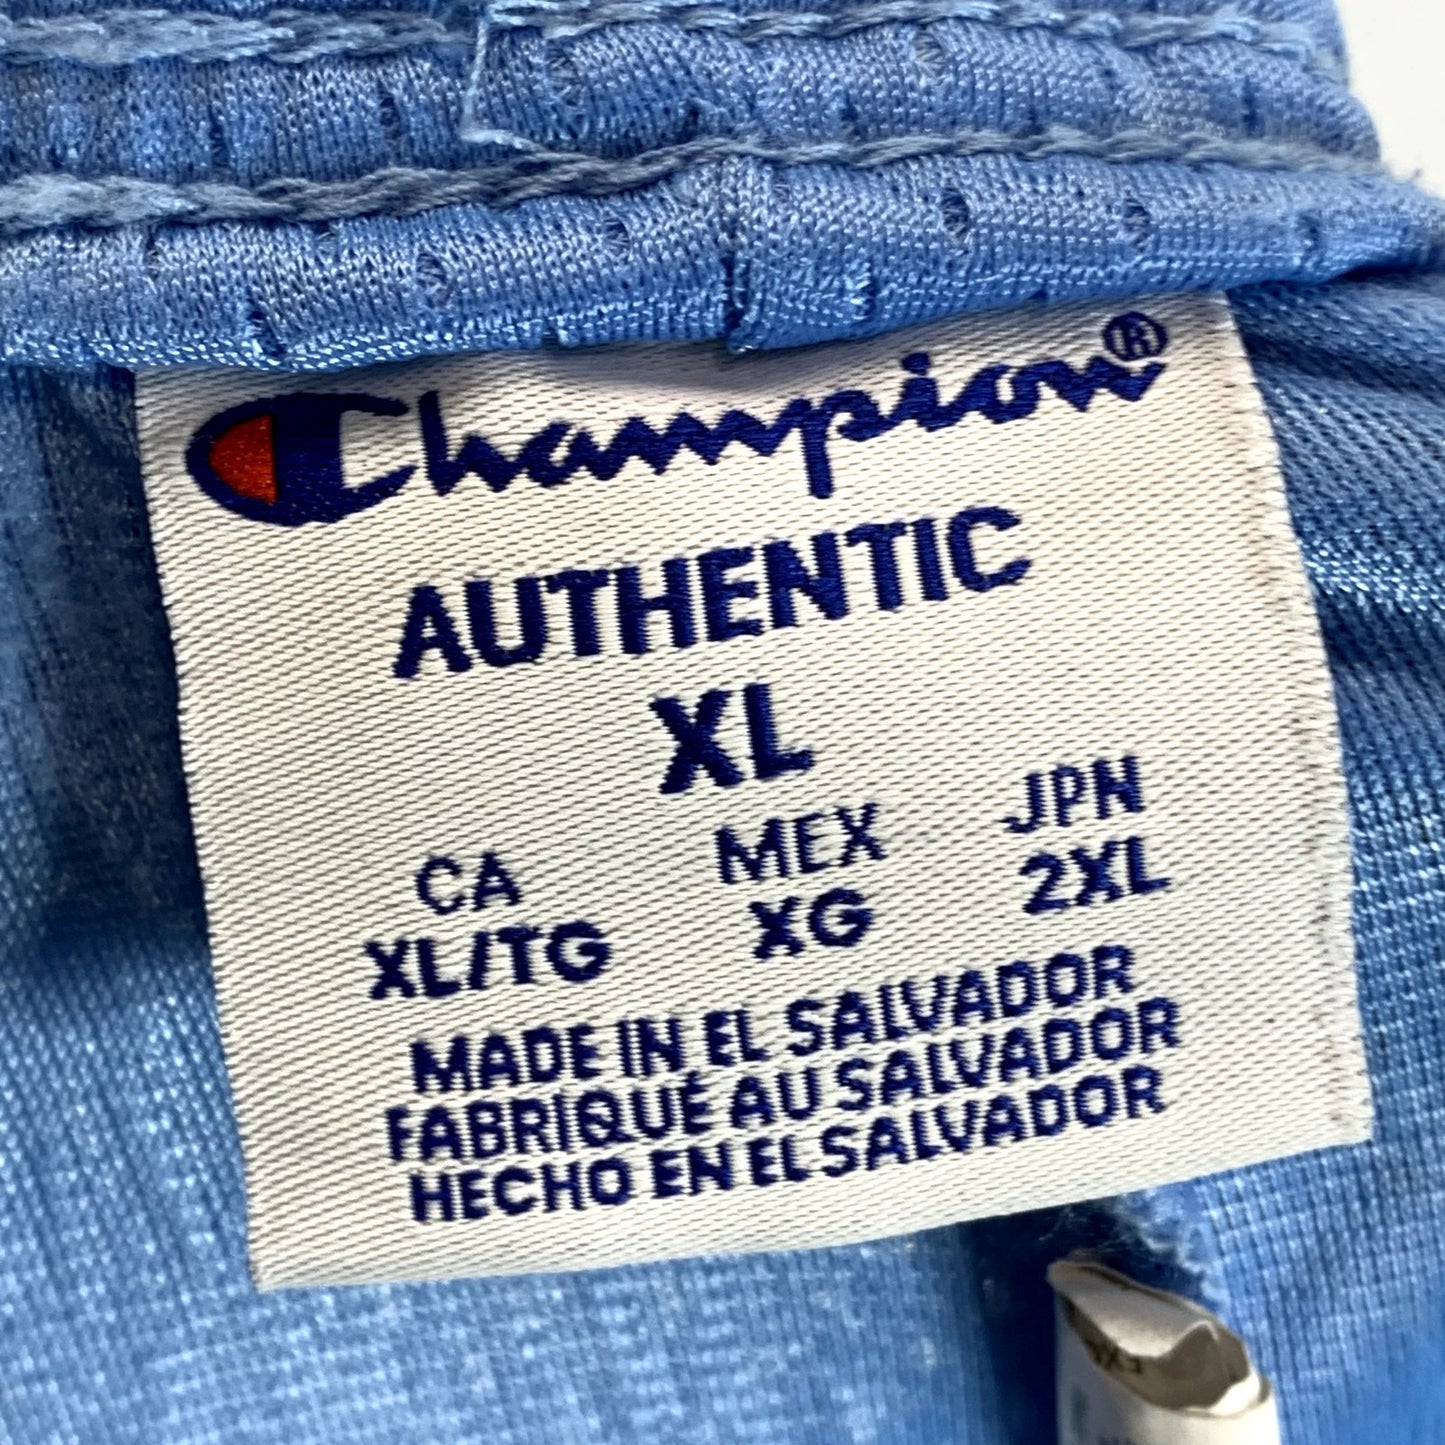 Champion®
AUTHENTIC
XL
CA MEX JPN
XL/TG XG 2XL
MADE IN EL SALVADOR
FABRIQUÉ AU SALVADOR
HECHO EN EL SALVADOR